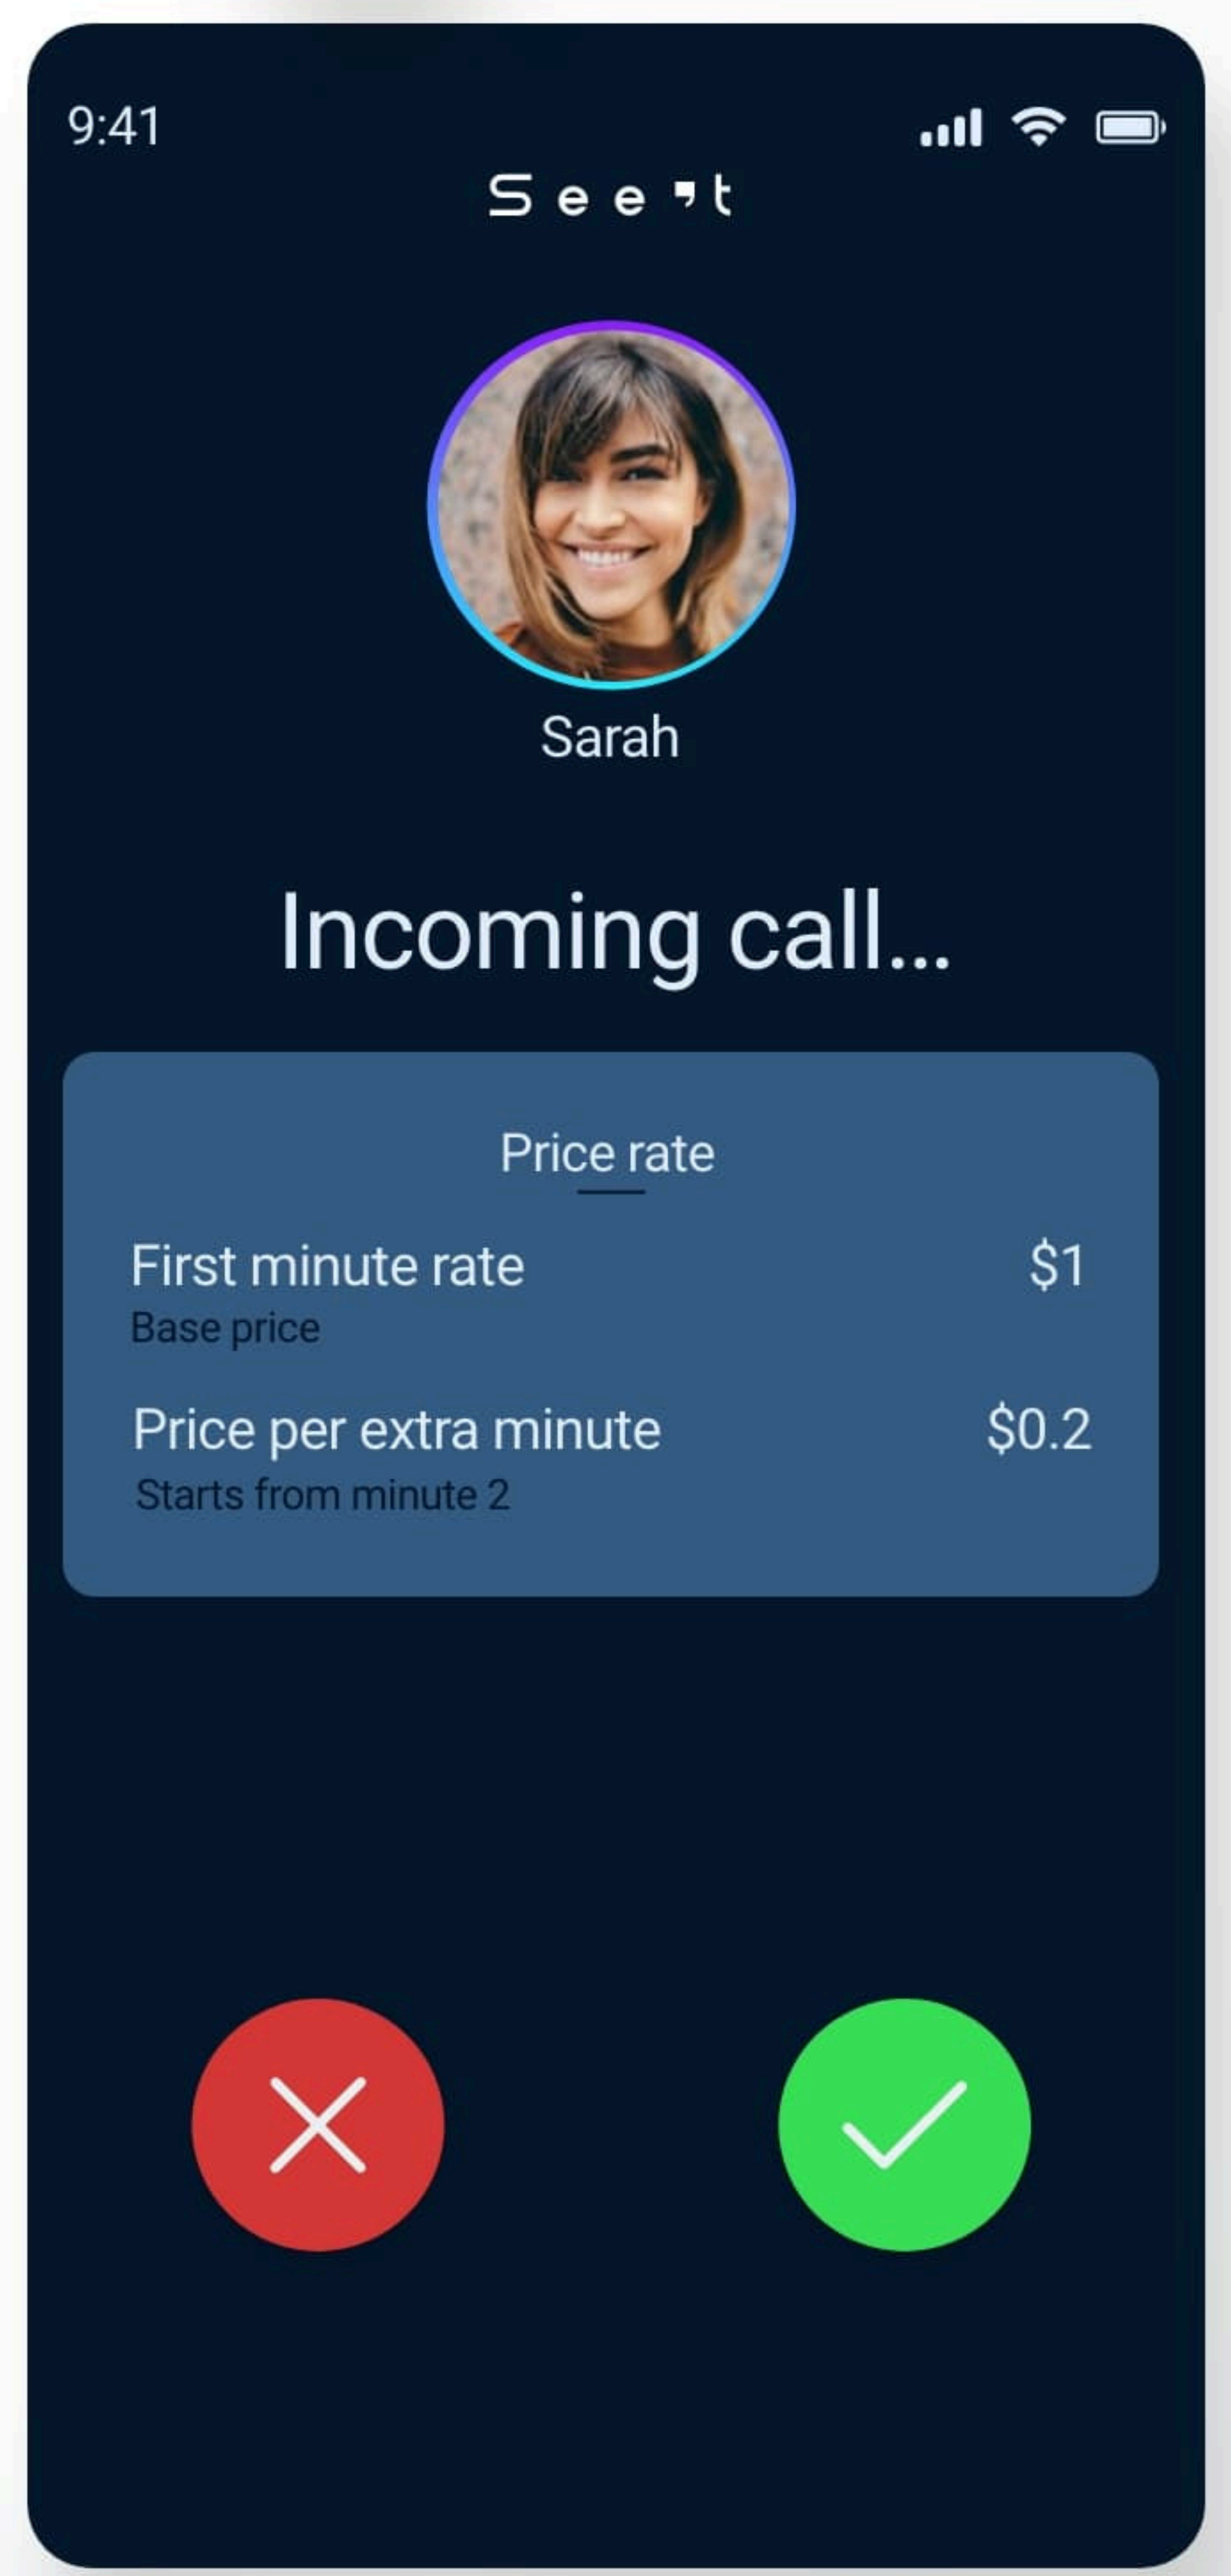 9:41
See't
Sarah
Incoming call...
Price rate
First minute rate
$1
Base price
Price per extra minute
$0.2
Starts from minute 2